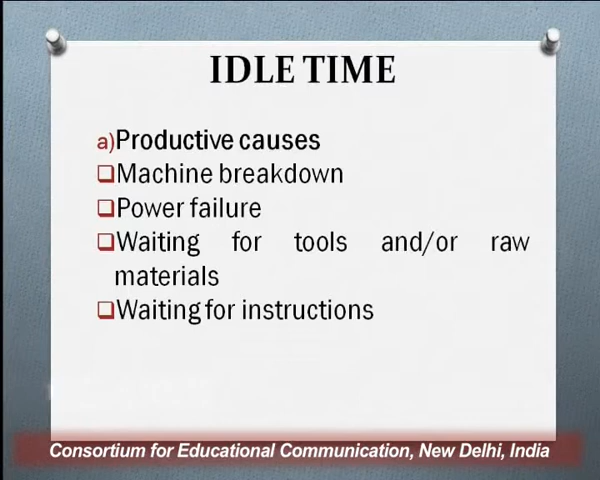 IDLE TIME
a)Productive causes
Machine breakdown
Power failure
Waiting for tools and/or raw
materials
Waiting for instructions
Consortium for Educational Communication, New Delhi, India